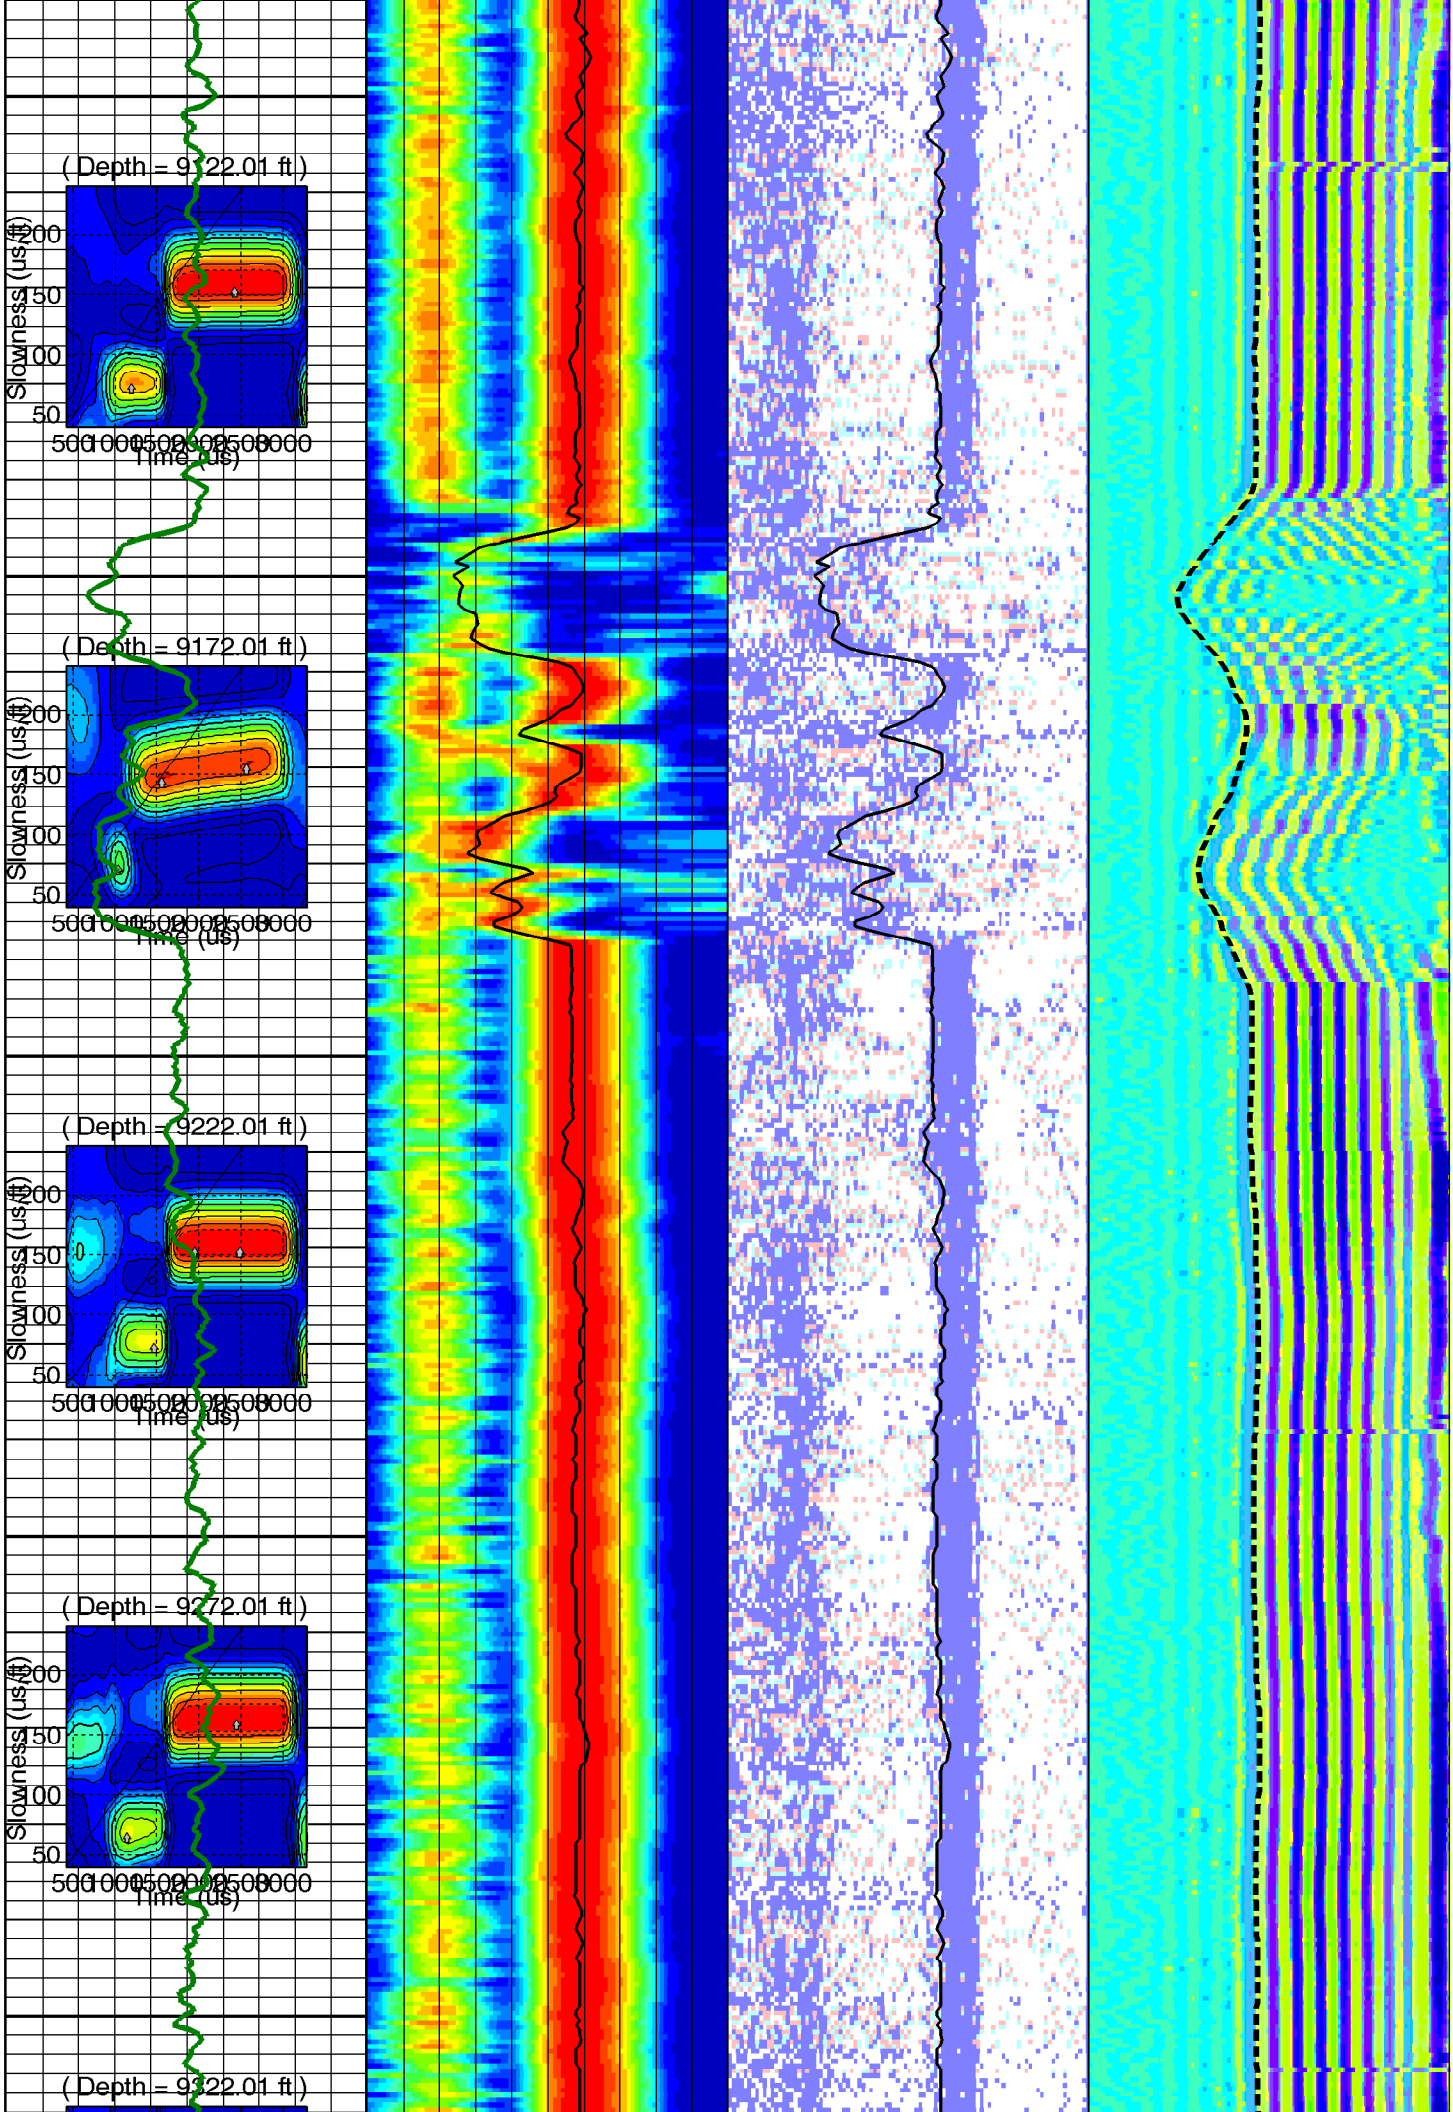 ( Depth = 9122.01 ft )
Slowness (us/ft)
200
150
100
50
500 1000 1500 2000 2500 3000
Time (us)
( Depth = 9172.01 ft )
Slowness (us/ft)
200
150
100
50
500 1000 1500 2000 2500 3000
Time (us)
( Depth = 9222.01 ft )
Slowness (us/ft)
200
150
100
50
500 1000 1500 2000 2500 3000
Time (us)
( Depth = 9272.01 ft )
Slowness (us/ft)
200
150
100
50
500 1000 1500 2000 2500 3000
Time (us)
( Depth = 9322.01 ft )